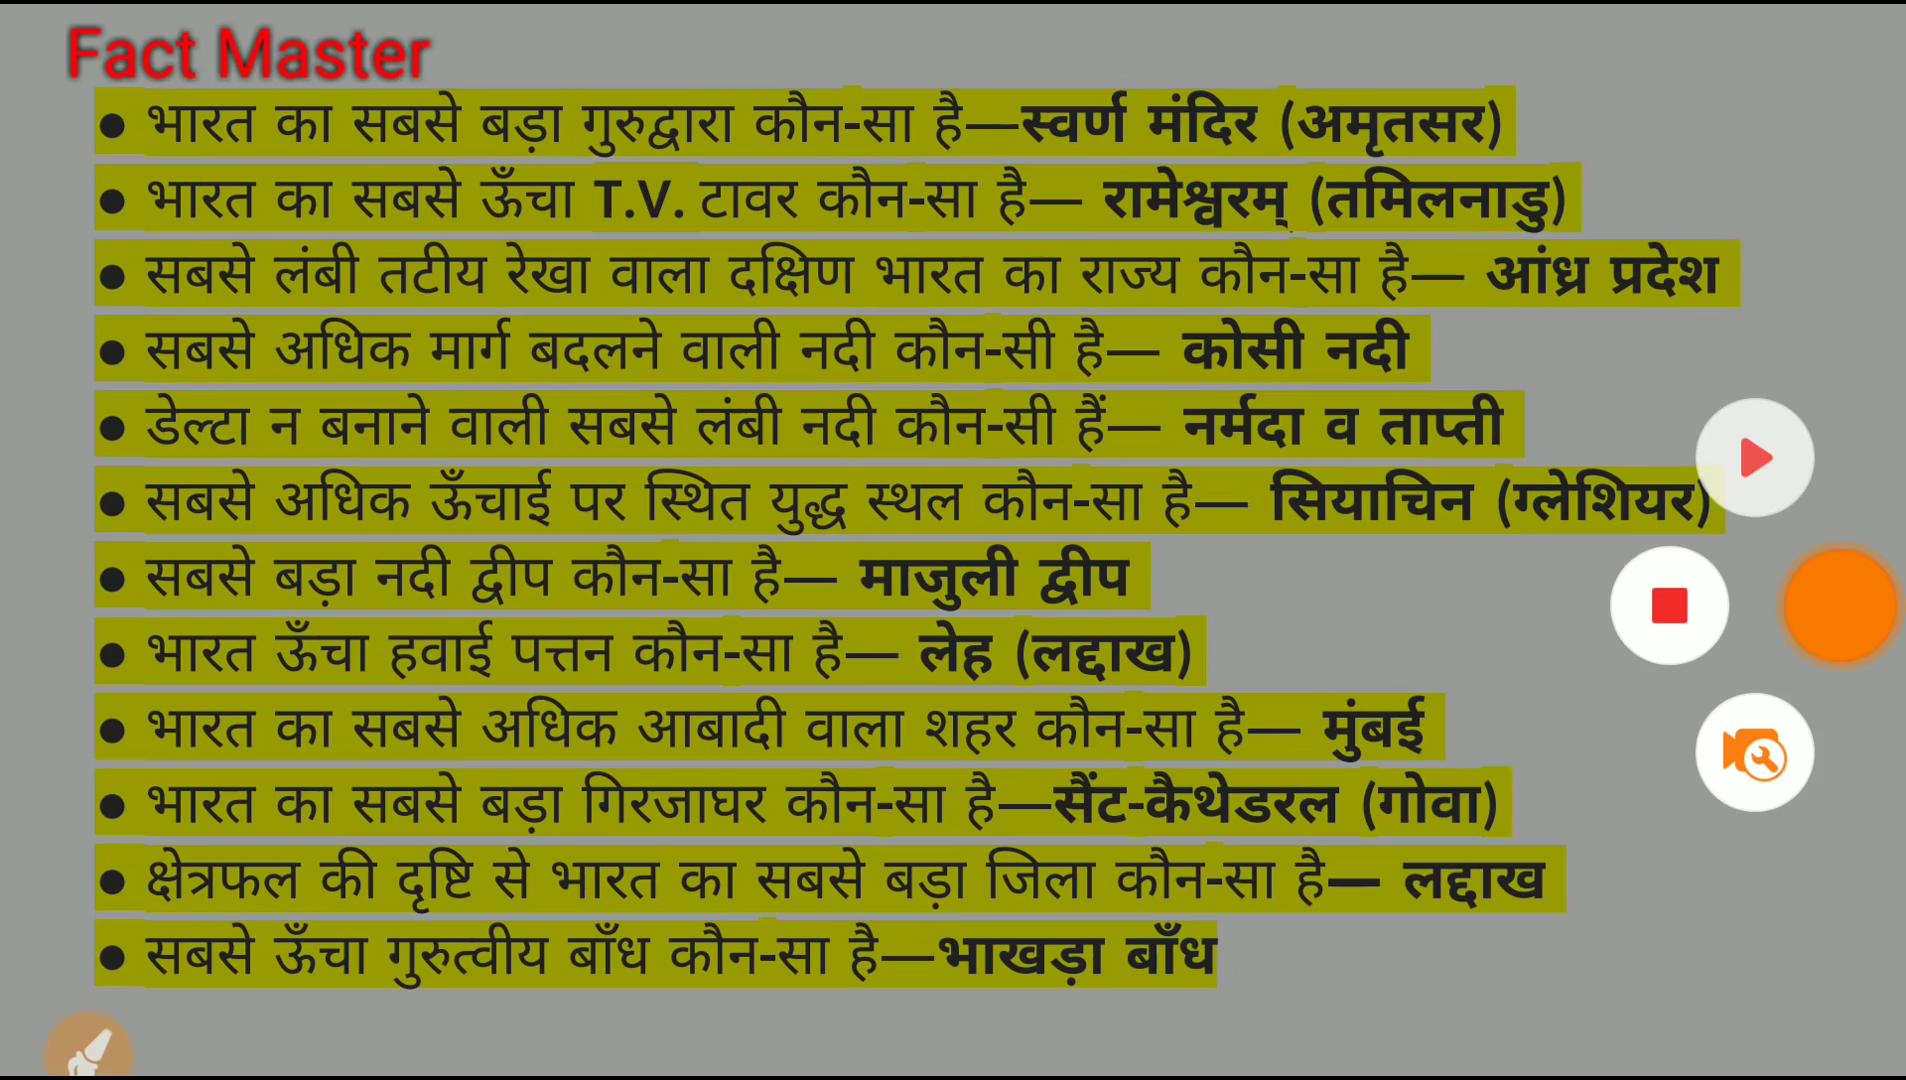 Fact Master
● भारत का सबसे बड़ा गुरुद्वारा कौन-सा है—स्वर्ण मंदिर (अमृतसर)
● भारत का सबसे ऊँचा T.V. टावर कौन-सा है— रामेश्वरम् (तमिलनाडु)
● सबसे लंबी तटीय रेखा वाला दक्षिण भारत का राज्य कौन-सा है— आंध्र प्रदेश
● सबसे अधिक मार्ग बदलने वाली नदी कौन-सी है— कोसी नदी
● डेल्टा न बनाने वाली सबसे लंबी नदी कौन-सी हैं— नर्मदा व ताप्ती
● सबसे अधिक ऊँचाई पर स्थित युद्ध स्थल कौन-सा है— सियाचिन (ग्लेशियर)
● सबसे बड़ा नदी द्वीप कौन-सा है— माजुली द्वीप
● भारत ऊँचा हवाई पत्तन कौन-सा है— लेह (लद्दाख)
● भारत का सबसे अधिक आबादी वाला शहर कौन-सा है— मुंबई
● भारत का सबसे बड़ा गिरजाघर कौन-सा है—सैंट-कैथेडरल (गोवा)
● क्षेत्रफल की दृष्टि से भारत का सबसे बड़ा जिला कौन-सा है— लद्दाख
● सबसे ऊँचा गुरुत्वीय बाँध कौन-सा है—भाखड़ा बाँध